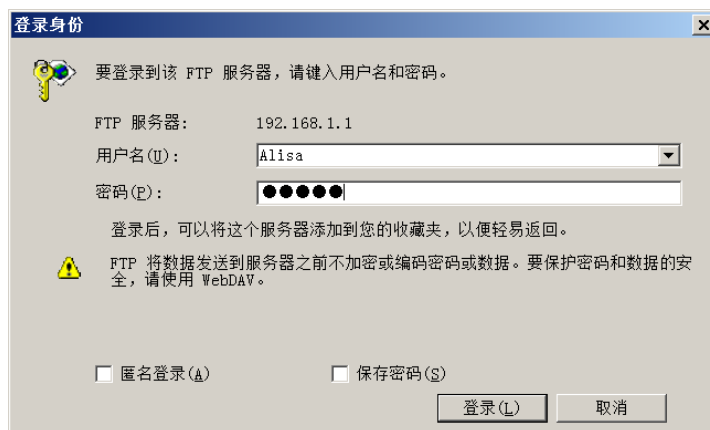 登录身份
要登录到该 FTP 服务器，请键入用户名和密码。
FTP 服务器: 192.168.1.1
用户名(U): Alisa
密码(P): ●●●●●
登录后，可以将这个服务器添加到您的收藏夹，以便轻易返回。
FTP 将数据发送到服务器之前不加密或编码密码或数据。要保护密码和数据的安
全，请使用 WebDAV。
匿名登录(A) 保存密码(S)
登录(L) 取消